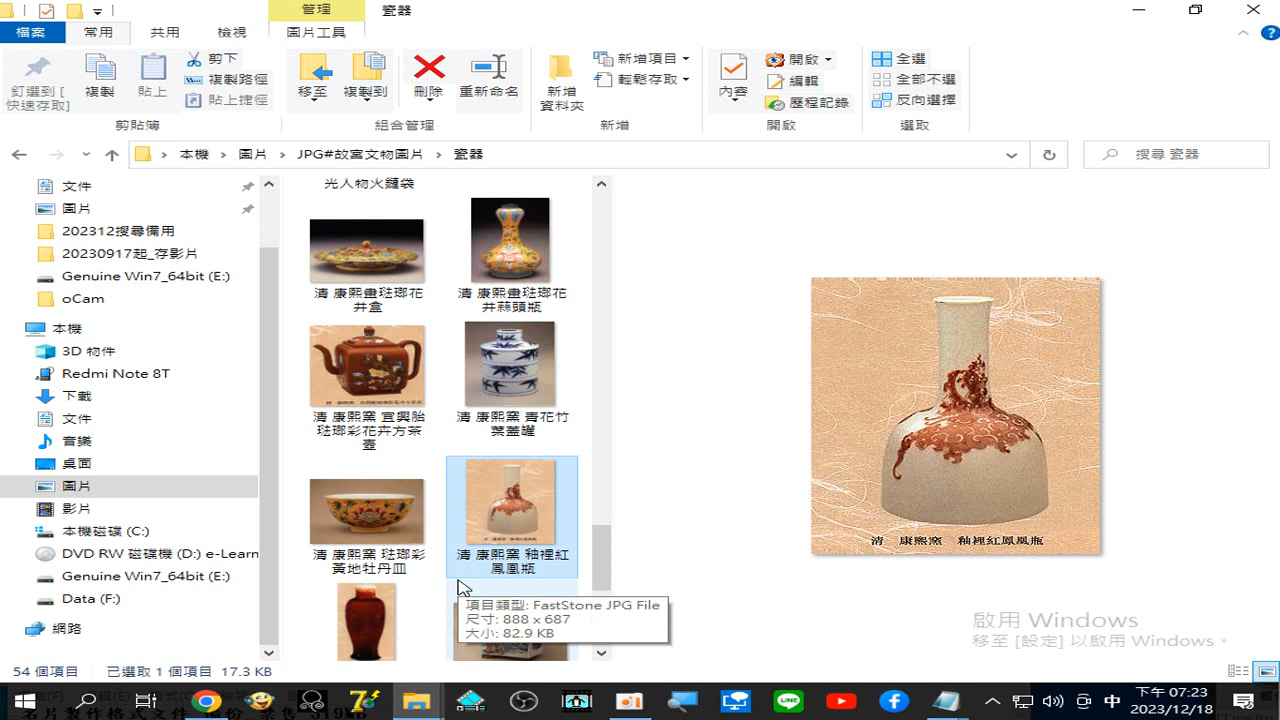 管理
瓷器
檔案
常用
共用
檢視
圖片工具
釘選到 [
快速存取]
複製
貼上
剪下
複製路徑
貼上捷徑
剪貼簿
移至
複製到
刪除
重新命名
組合管理
新增
資料夾
新增項目
輕鬆存取
新增
內容
開啟
編輯
歷程記錄
開啟
全選
全部不選
反向選擇
選取
本機 › 圖片 › JPG#故宮文物圖片 › 瓷器
搜尋 瓷器
文件
圖片
202312搜尋備用
20230917起_存影片
Genuine Win7_64bit (E:)
oCam
本機
3D 物件
Redmi Note 8T
下載
文件
音樂
桌面
圖片
影片
本機磁碟 (C:)
DVD RW 磁碟機 (D:) e-Learn
Genuine Win7_64bit (E:)
Data (F:)
網路
光人物火鐮袋
清 康熙畫琺瑯花
卉盒
清 康熙畫琺瑯花
卉蒜頭瓶
清 康熙窯 宜興胎
琺瑯彩花卉方茶
壺
清 康熙窯 青花竹
葉蓋罐
清 康熙窯 琺瑯彩
黃地牡丹皿
清 康熙窯 釉裡紅
鳳凰瓶
項目類型: FastStone JPG File
尺寸: 888 x 687
大小: 82.9 KB
清 康熙窯 釉裡紅鳳凰瓶
啟用 Windows
移至 [設定] 以啟用 Windows。
54 個項目
已選取 1 個項目 17.3 KB
中
下午 07:23
2023/12/18